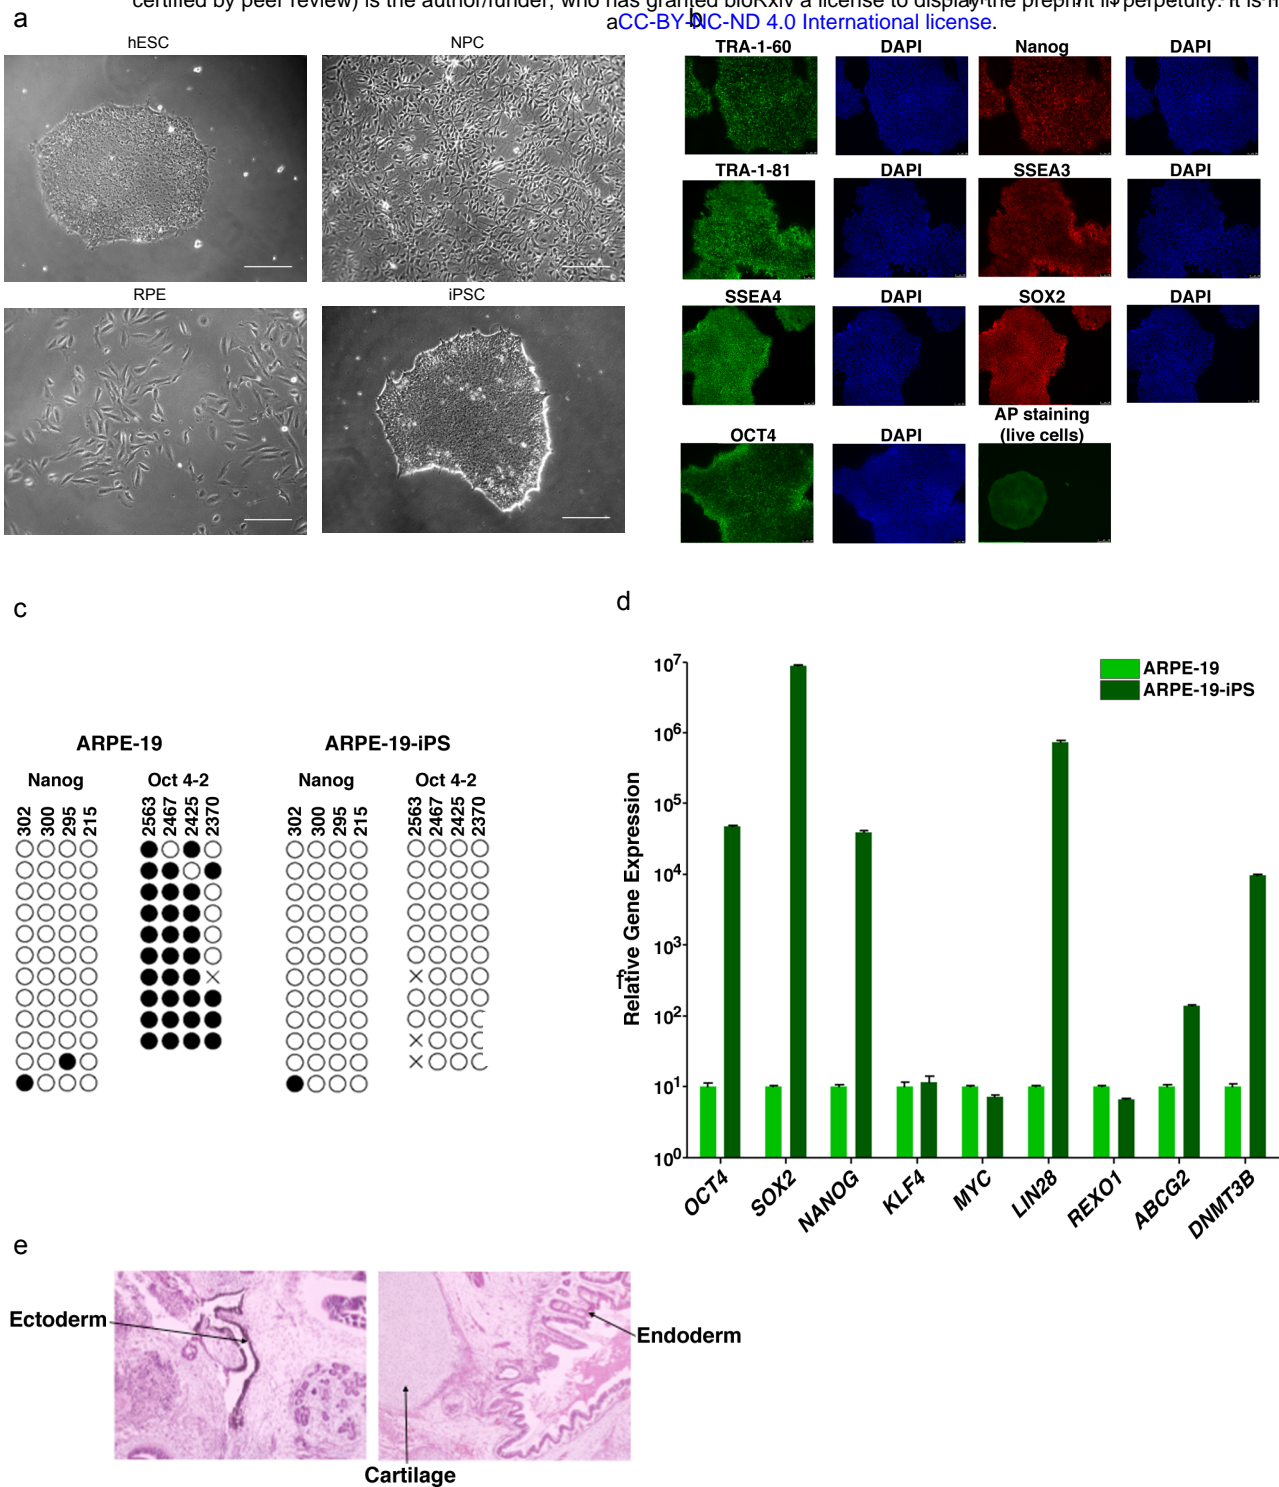 certified by peer review) is the author/funder, who has granted bioRxiv a license to display the preprint in perpetuity. It is
aCC-BY-NC-ND 4.0 International license.
a
b
hESC
NPC
RPE
iPSC
TRA-1-60
DAPI
Nanog
DAPI
TRA-1-81
DAPI
SSEA3
DAPI
SSEA4
DAPI
SOX2
DAPI
OCT4
DAPI
AP staining
(live cells)
c
ARPE-19
ARPE-19-iPS
Nanog
Oct 4-2
Nanog
Oct 4-2
302 300 295 215
2563 2467 2425 2370
302 300 295 215
2563 2467 2425 2370
d
ARPE-19
ARPE-19-iPS
Relative Gene Expression
10^7
10^6
10^5
10^4
10^3
10^2
10^1
10^0
OCT4 SOX2 NANOG KLF4 MYC LIN28 REXO1 ABCG2 DNMT3B
f
e
Ectoderm
Endoderm
Cartilage